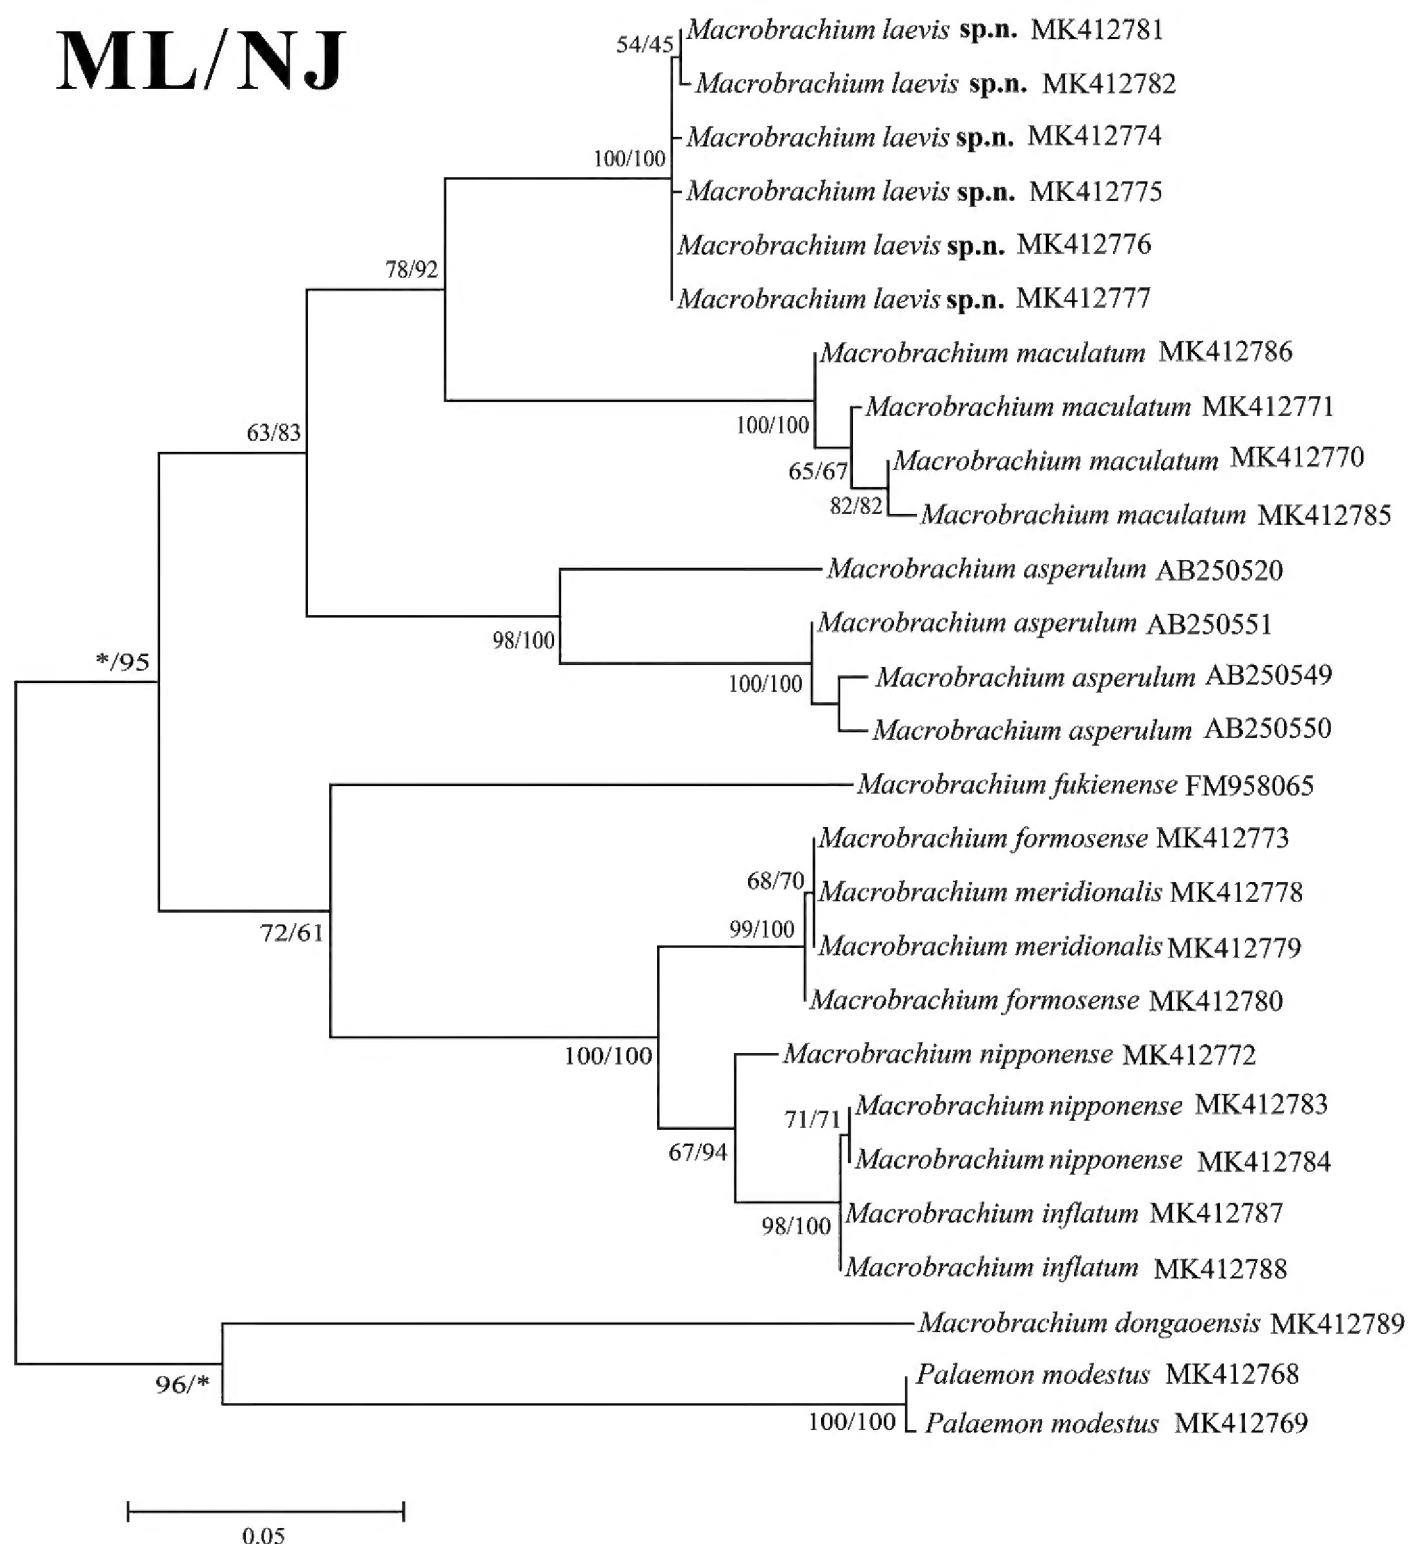 ML/NJ
Macrobrachium laevis sp.n. MK412781
54/45
Macrobrachium laevis sp.n. MK412782
Macrobrachium laevis sp.n. MK412774
100/100
Macrobrachium laevis sp.n. MK412775
Macrobrachium laevis sp.n. MK412776
78/92
Macrobrachium laevis sp.n. MK412777
Macrobrachium maculatum MK412786
Macrobrachium maculatum MK412771
100/100
63/83
Macrobrachium maculatum MK412770
65/67
82/82
Macrobrachium maculatum MK412785
Macrobrachium asperulum AB250520
Macrobrachium asperulum AB250551
98/100
*/95
Macrobrachium asperulum AB250549
100/100
Macrobrachium asperulum AB250550
Macrobrachium fukienense FM958065
Macrobrachium formosense MK412773
68/70
Macrobrachium meridionalis MK412778
99/100
72/61
Macrobrachium meridionalis MK412779
Macrobrachium formosense MK412780
100/100
Macrobrachium nipponense MK412772
Macrobrachium nipponense MK412783
71/71
67/94
Macrobrachium nipponense MK412784
Macrobrachium inflatum MK412787
98/100
Macrobrachium inflatum MK412788
Macrobrachium dongaoensis MK412789
96/*
Palaemon modestus MK412768
100/100
Palaemon modestus MK412769
0.05